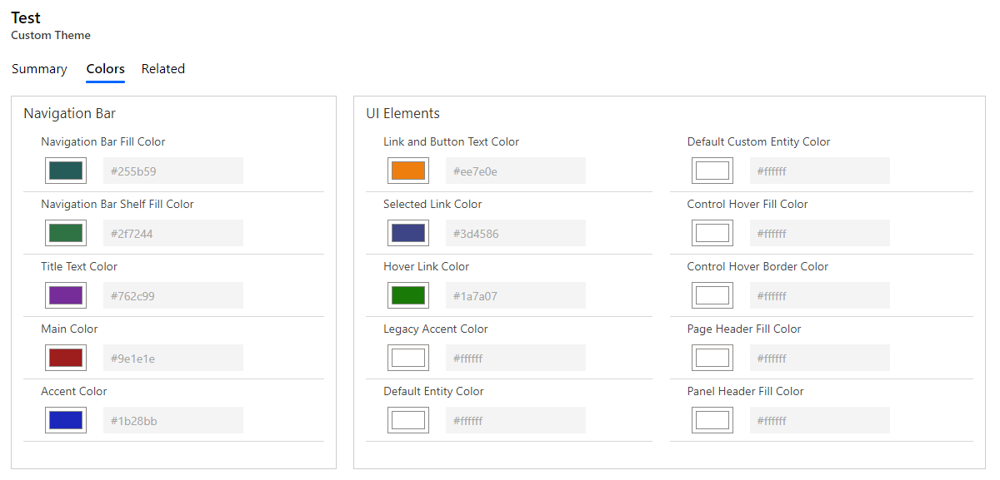 Test
Custom Theme
Summary Colors Related
Navigation Bar
Navigation Bar Fill Color
#255b59
Navigation Bar Shelf Fill Color
#2f7244
Title Text Color
#762c99
Main Color
#9e1e1e
Accent Color
#1b28bb
UI Elements
Link and Button Text Color
#ee7e0e
Selected Link Color
#3d4586
Hover Link Color
#1a7a07
Legacy Accent Color
#ffffff
Default Entity Color
#ffffff
Default Custom Entity Color
#ffffff
Control Hover Fill Color
#ffffff
Control Hover Border Color
#ffffff
Page Header Fill Color
#ffffff
Panel Header Fill Color
#ffffff